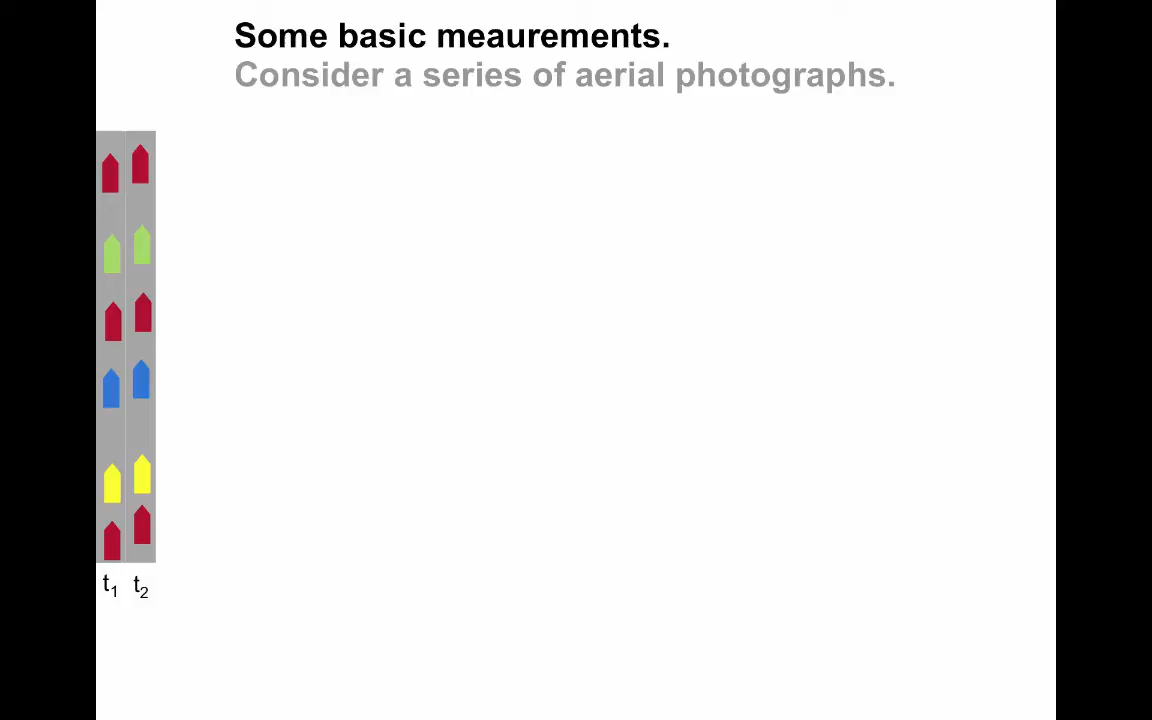 Some basic meaurements.
Consider a series of aerial photographs.
t1 t2